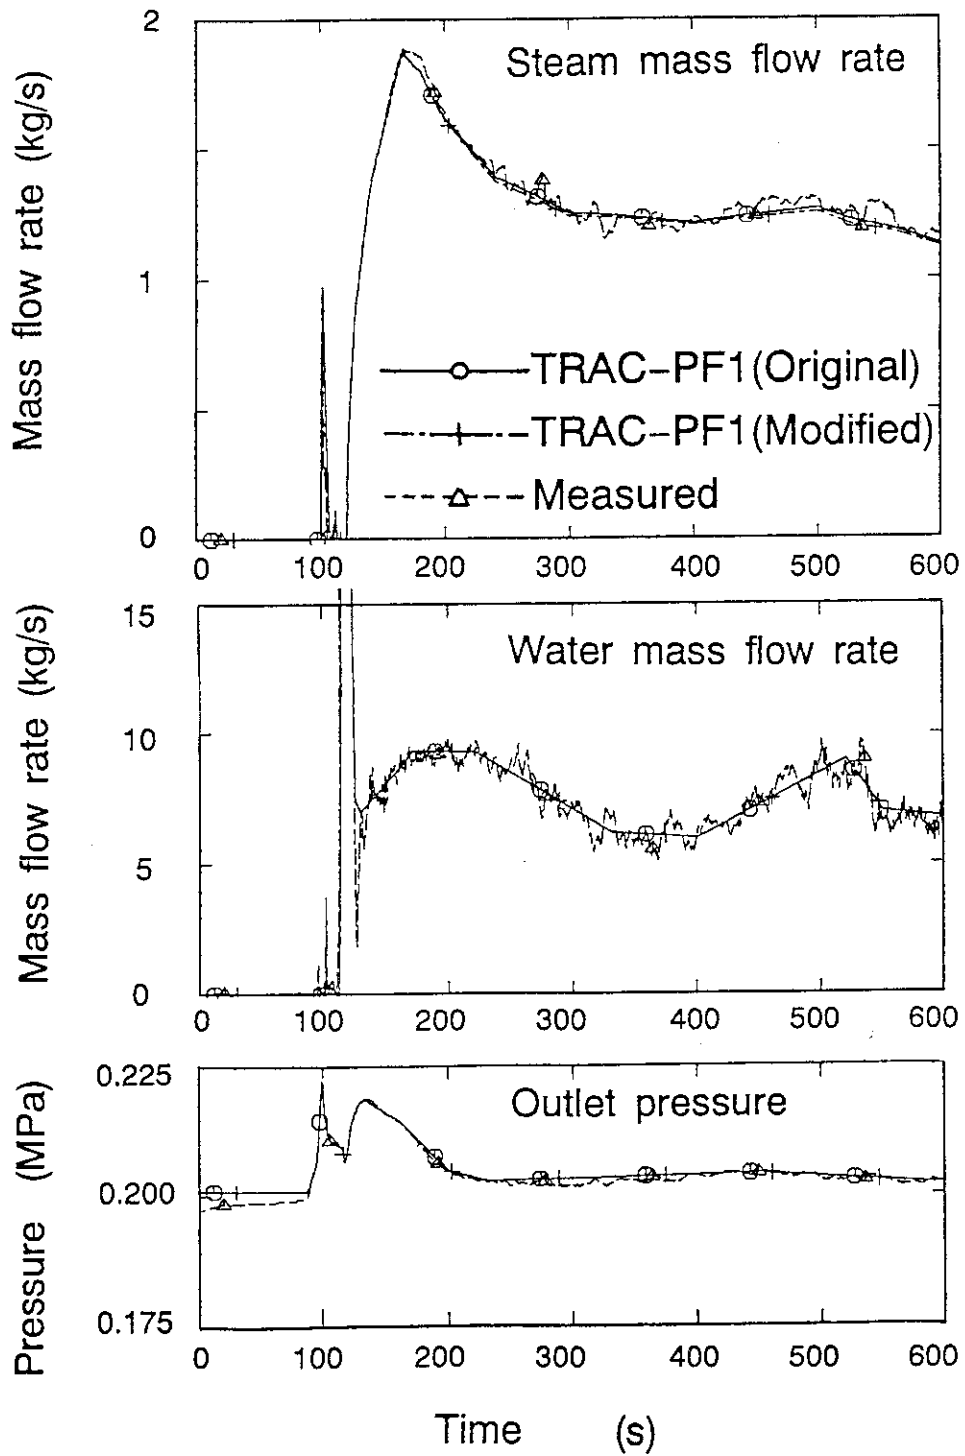 2
Steam mass flow rate
Mass flow rate (kg/s)
1
TRAC-PF1(Original)
TRAC-PF1(Modified)
Measured
0
0 100 200 300 400 500 600
15
Water mass flow rate
Mass flow rate (kg/s)
10
5
0
0 100 200 300 400 500 600
0.225
Outlet pressure
Pressure (MPa)
0.200
0.175
0 100 200 300 400 500 600
Time (s)